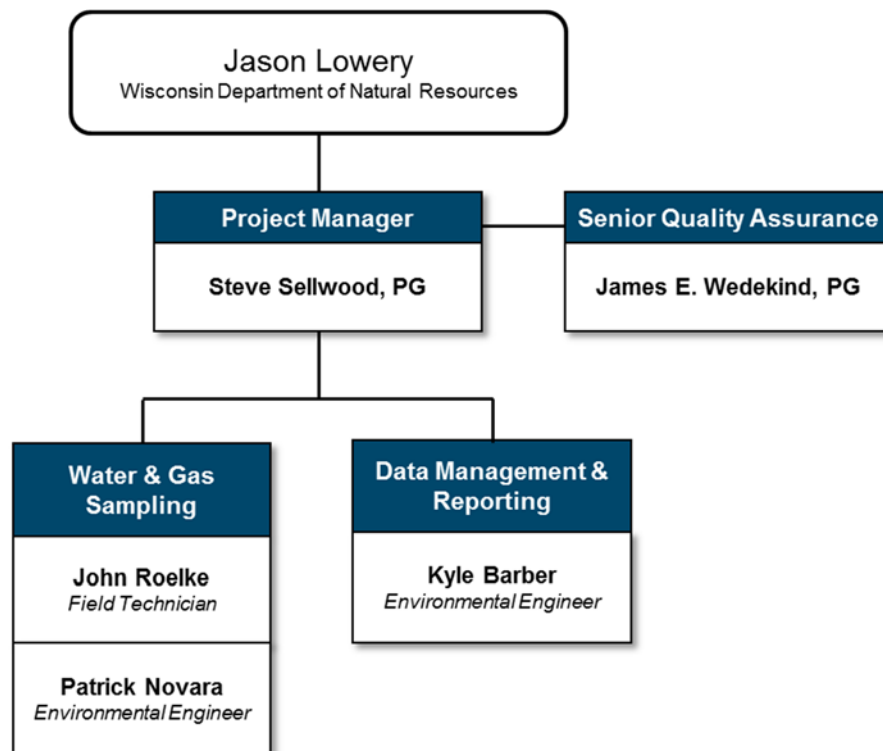 Jason Lowery
Wisconsin Department of Natural Resources
Project Manager
Steve Sellwood, PG
Senior Quality Assurance
James E. Wedekind, PG
Water & Gas
Sampling
John Roelke
Field Technician
Patrick Novara
Environmental Engineer
Data Management &
Reporting
Kyle Barber
Environmental Engineer